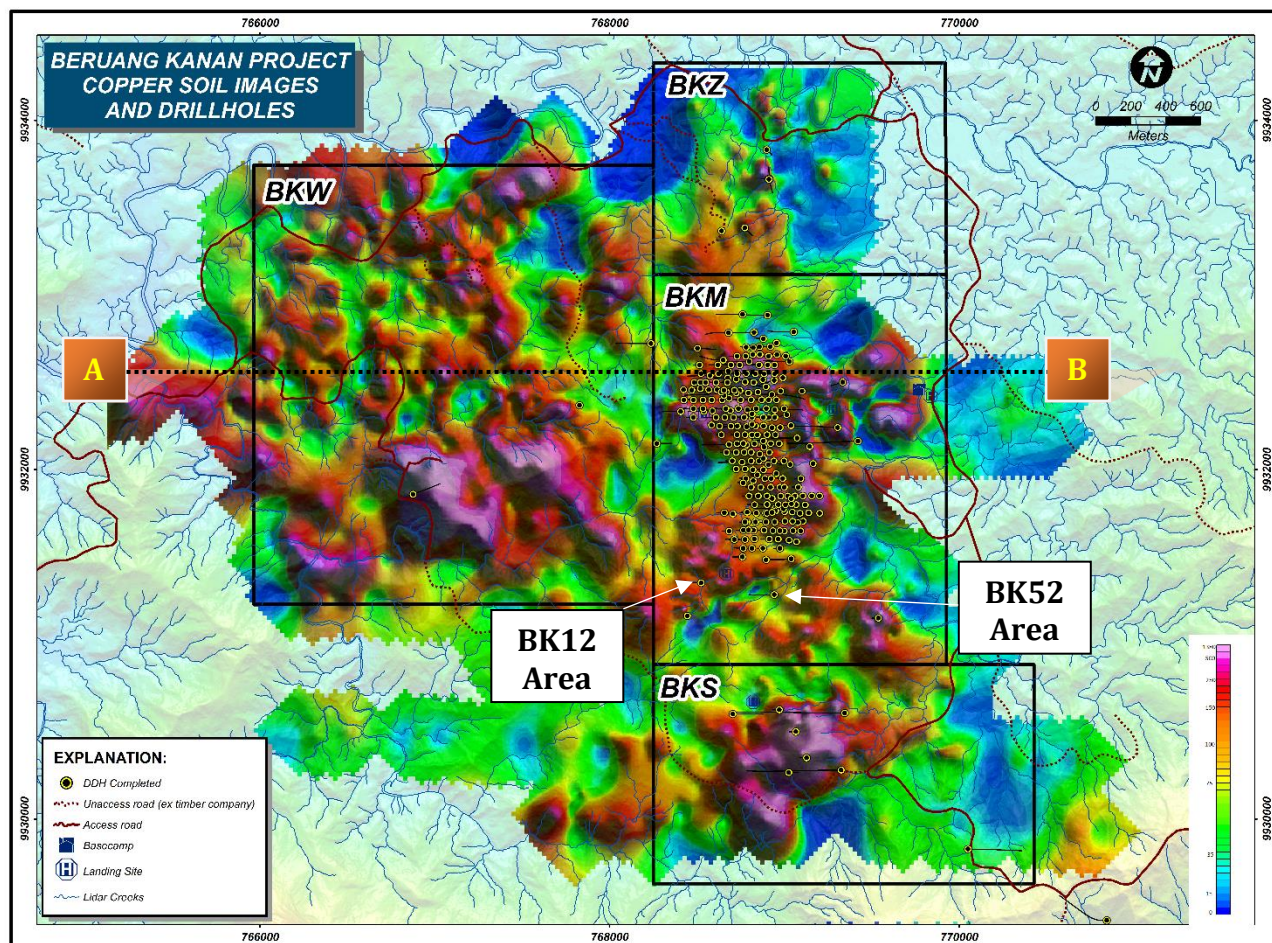 766000
768000
770000
BERUANG KANAN PROJECT
COPPER SOIL IMAGES
AND DRILLHOLES
BKZ
N
0 200 400 600
Meters
9934000
9934000
BKW
BKM
A
B
9932000
9932000
BK12
Area
BK52
Area
BKS
EXPLANATION:
DDH Completed
Unaccess road (ex timber company)
Access road
Basecamp
H
Landing Site
Lidar Creeks
9930000
9930000
100
0
766000
768000
770000